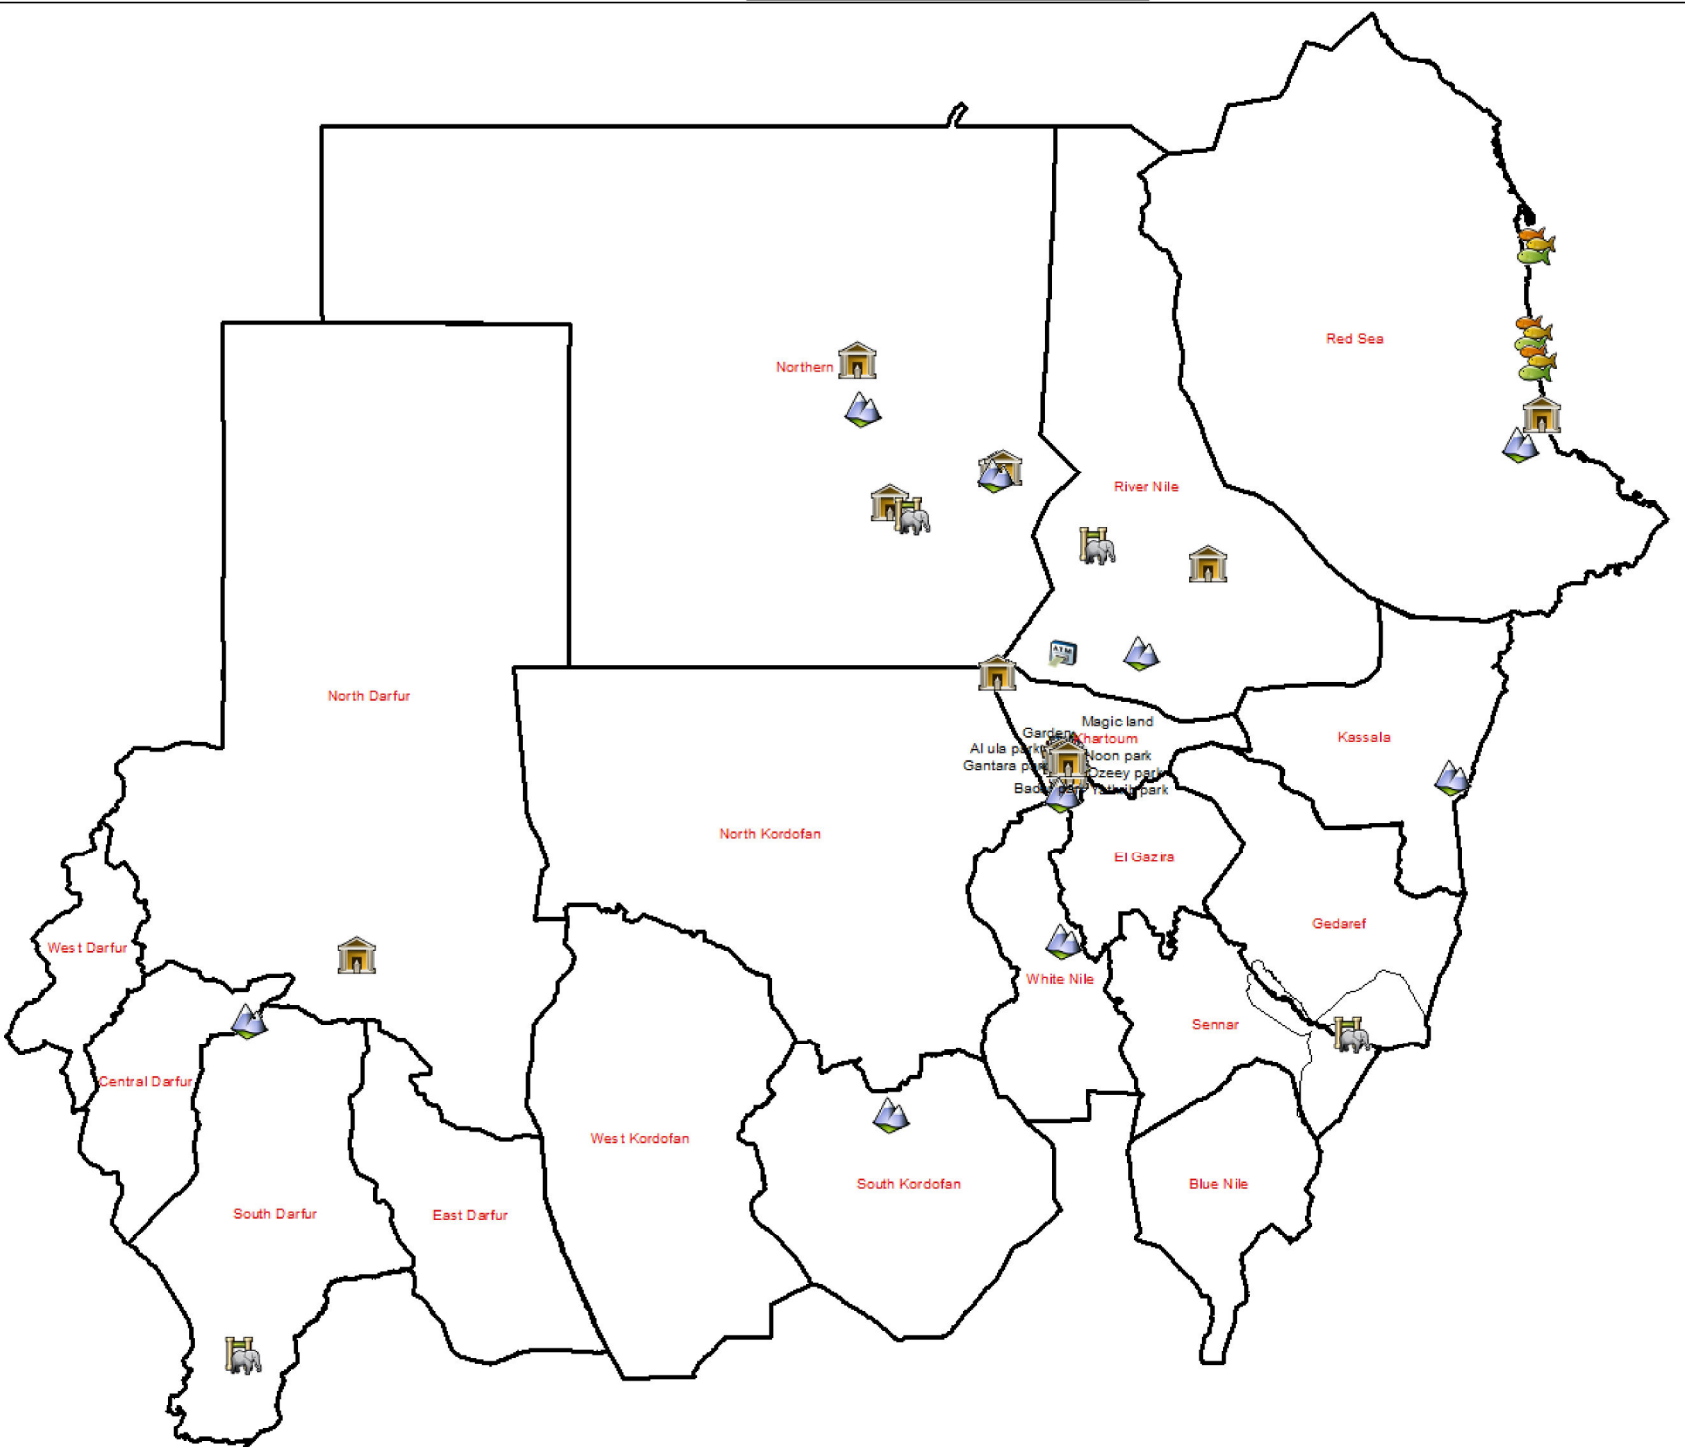 Red Sea
Northern
River Nile
North Darfur
Magic land
Garden
Khartoum
Kassala
Al ula park
Noon park
Gantara park
Ozeey park
Yathrib park
North Kordofan
El Gazira
Gedaref
West Darfur
White Nile
Sennar
Central Darfur
West Kordofan
South Kordofan
Blue Nile
South Darfur
East Darfur
ATM